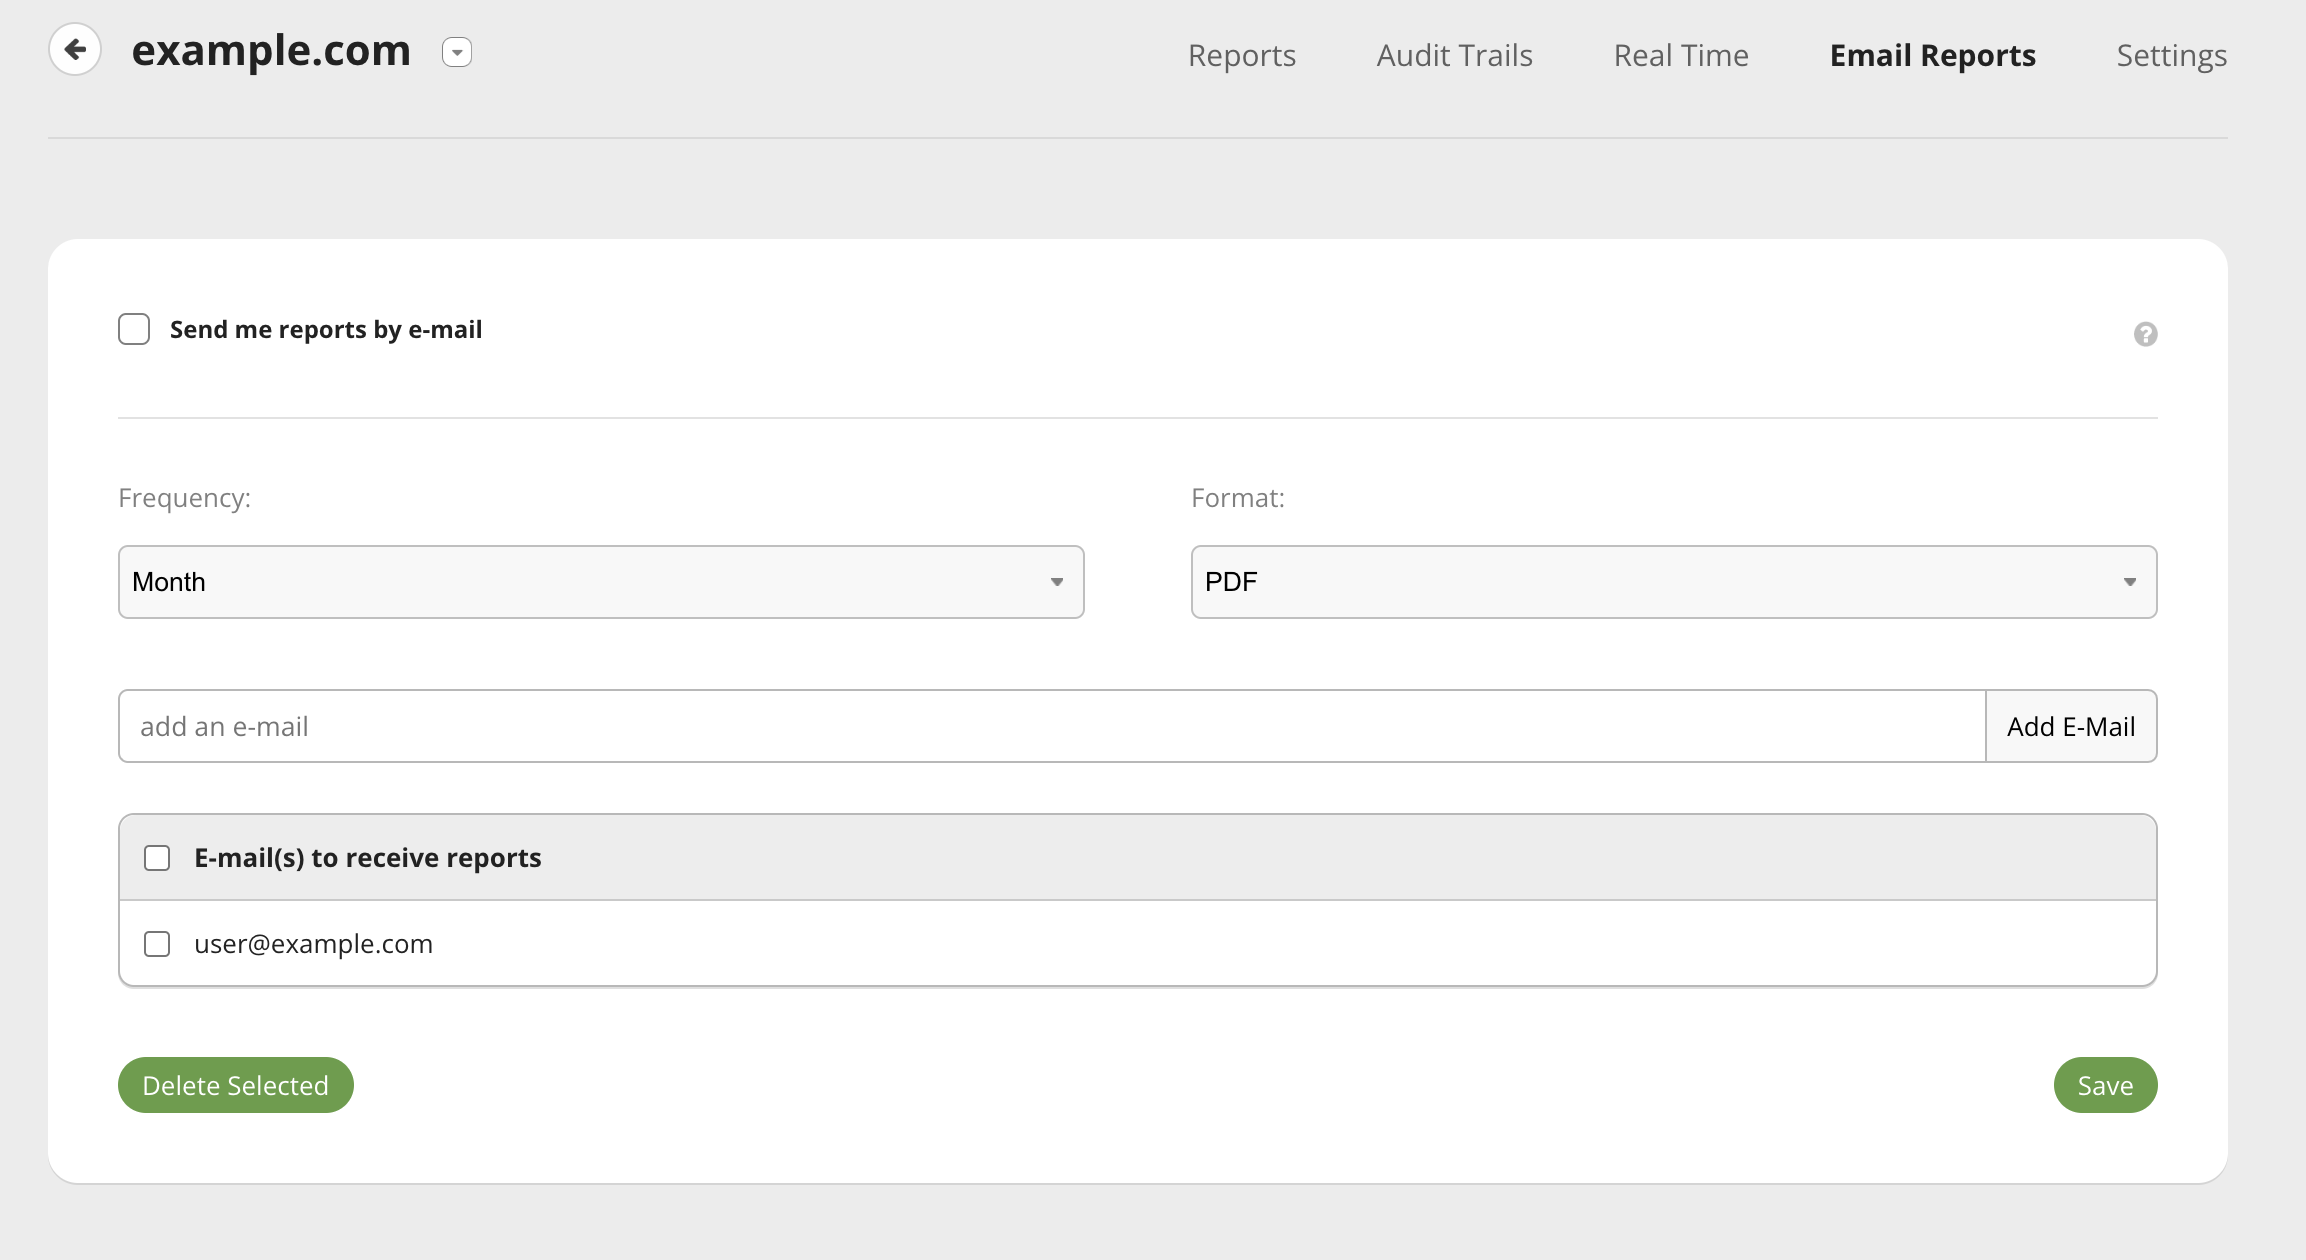 example.com
Reports
Audit Trails
Real Time
Email Reports
Settings
Send me reports by e-mail
?
Frequency:
Format:
Month
PDF
add an e-mail
Add E-Mail
E-mail(s) to receive reports
user@example.com
Delete Selected
Save